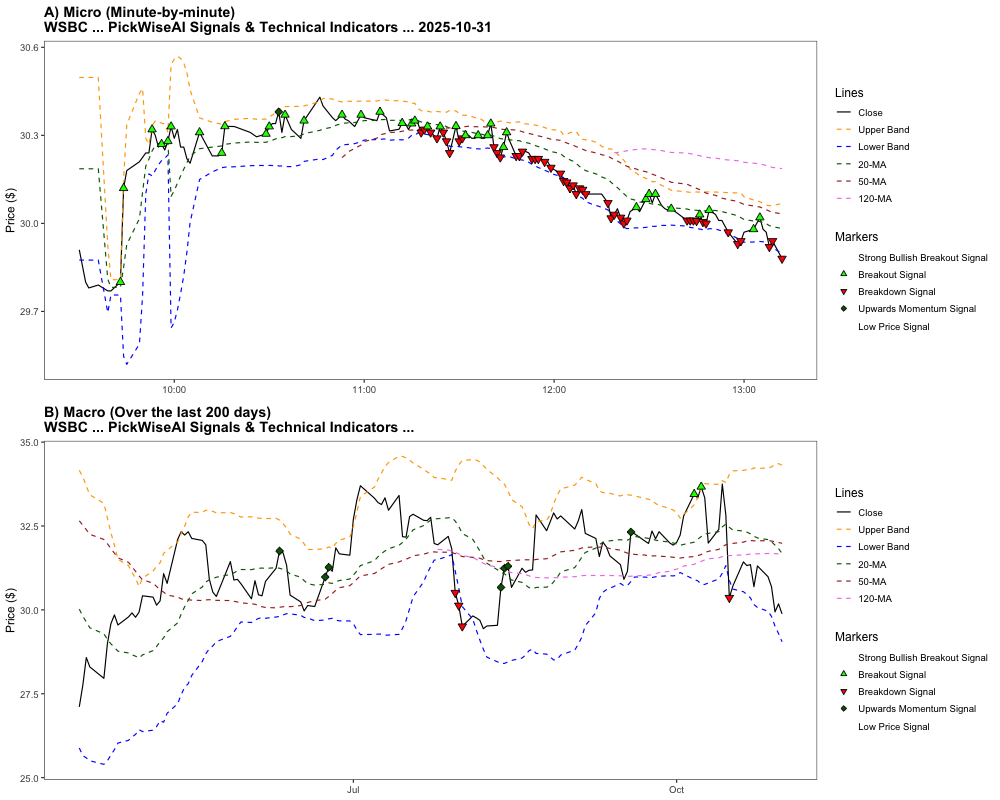 A) Micro (Minute-by-minute)
WSBC ... PickWiseAI Signals & Technical Indicators ... 2025-10-31
Price ($)
30.6
30.3
30.0
29.7
10:00
11:00
12:00
13:00
Lines
Close
Upper Band
Lower Band
20-MA
50-MA
120-MA
Markers
Strong Bullish Breakout Signal
Breakout Signal
Breakdown Signal
Upwards Momentum Signal
Low Price Signal
B) Macro (Over the last 200 days)
WSBC ... PickWiseAI Signals & Technical Indicators ...
Price ($)
35.0
32.5
30.0
27.5
25.0
Jul
Oct
Lines
Close
Upper Band
Lower Band
20-MA
50-MA
120-MA
Markers
Strong Bullish Breakout Signal
Breakout Signal
Breakdown Signal
Upwards Momentum Signal
Low Price Signal